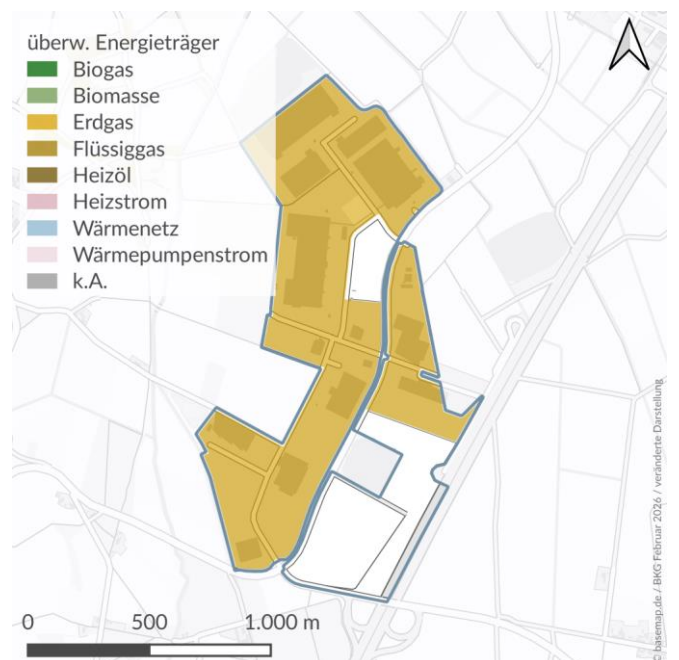 überw. Energieträger
Biogas
Biomasse
Erdgas
Flüssiggas
Heizöl
Heizstrom
Wärmenetz
Wärmepumpenstrom
k.A.
0 500 1.000 m
© basemap.de / BKG Februar 2026 / veränderte Darstellung